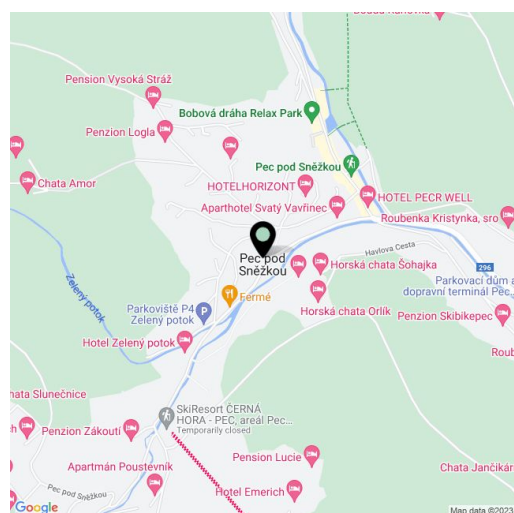 Pension Vysoká Stráž
Bobová dráha Relax Park
Penzion Logla
Pec pod Sněžkou
Chata Amor
HOTELHORIZONT
HOTEL PECR WELL
Aparthotel Svatý Vavřinec
Roubenka Kristynka, sro
Havlova Cesta
Pec pod
Sněžkou
Horská chata Šohajka
296
Zelený potok
Parkovací dům a
dopravní terminál Pec,
Fermé
Parkoviště P4
Zelený potok
Horská chata Orlík
Penzion Skibikepec
Hotel Zelený potok
Roub
hata Slunečnice
SkiResort ČERNÁ
HORA - PEC, areál Pec...
Temporarily closed
Penzion Zákoutí
Pension Lucie
Apartmán Poustevník
Chata Jančikár
Pec pod Sněžkou
Hotel Emerich
Google
Map data ©2023